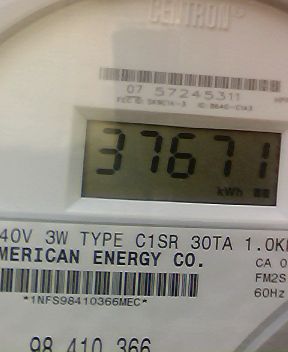 CENTRON®
07 57245311
37671
kWh
40V 3W TYPE C1SR 30TA 1.0K
MERICAN ENERGY CO.
CA 0
FM2S
60Hz
*1NFS98410366MEC*
98 410 366